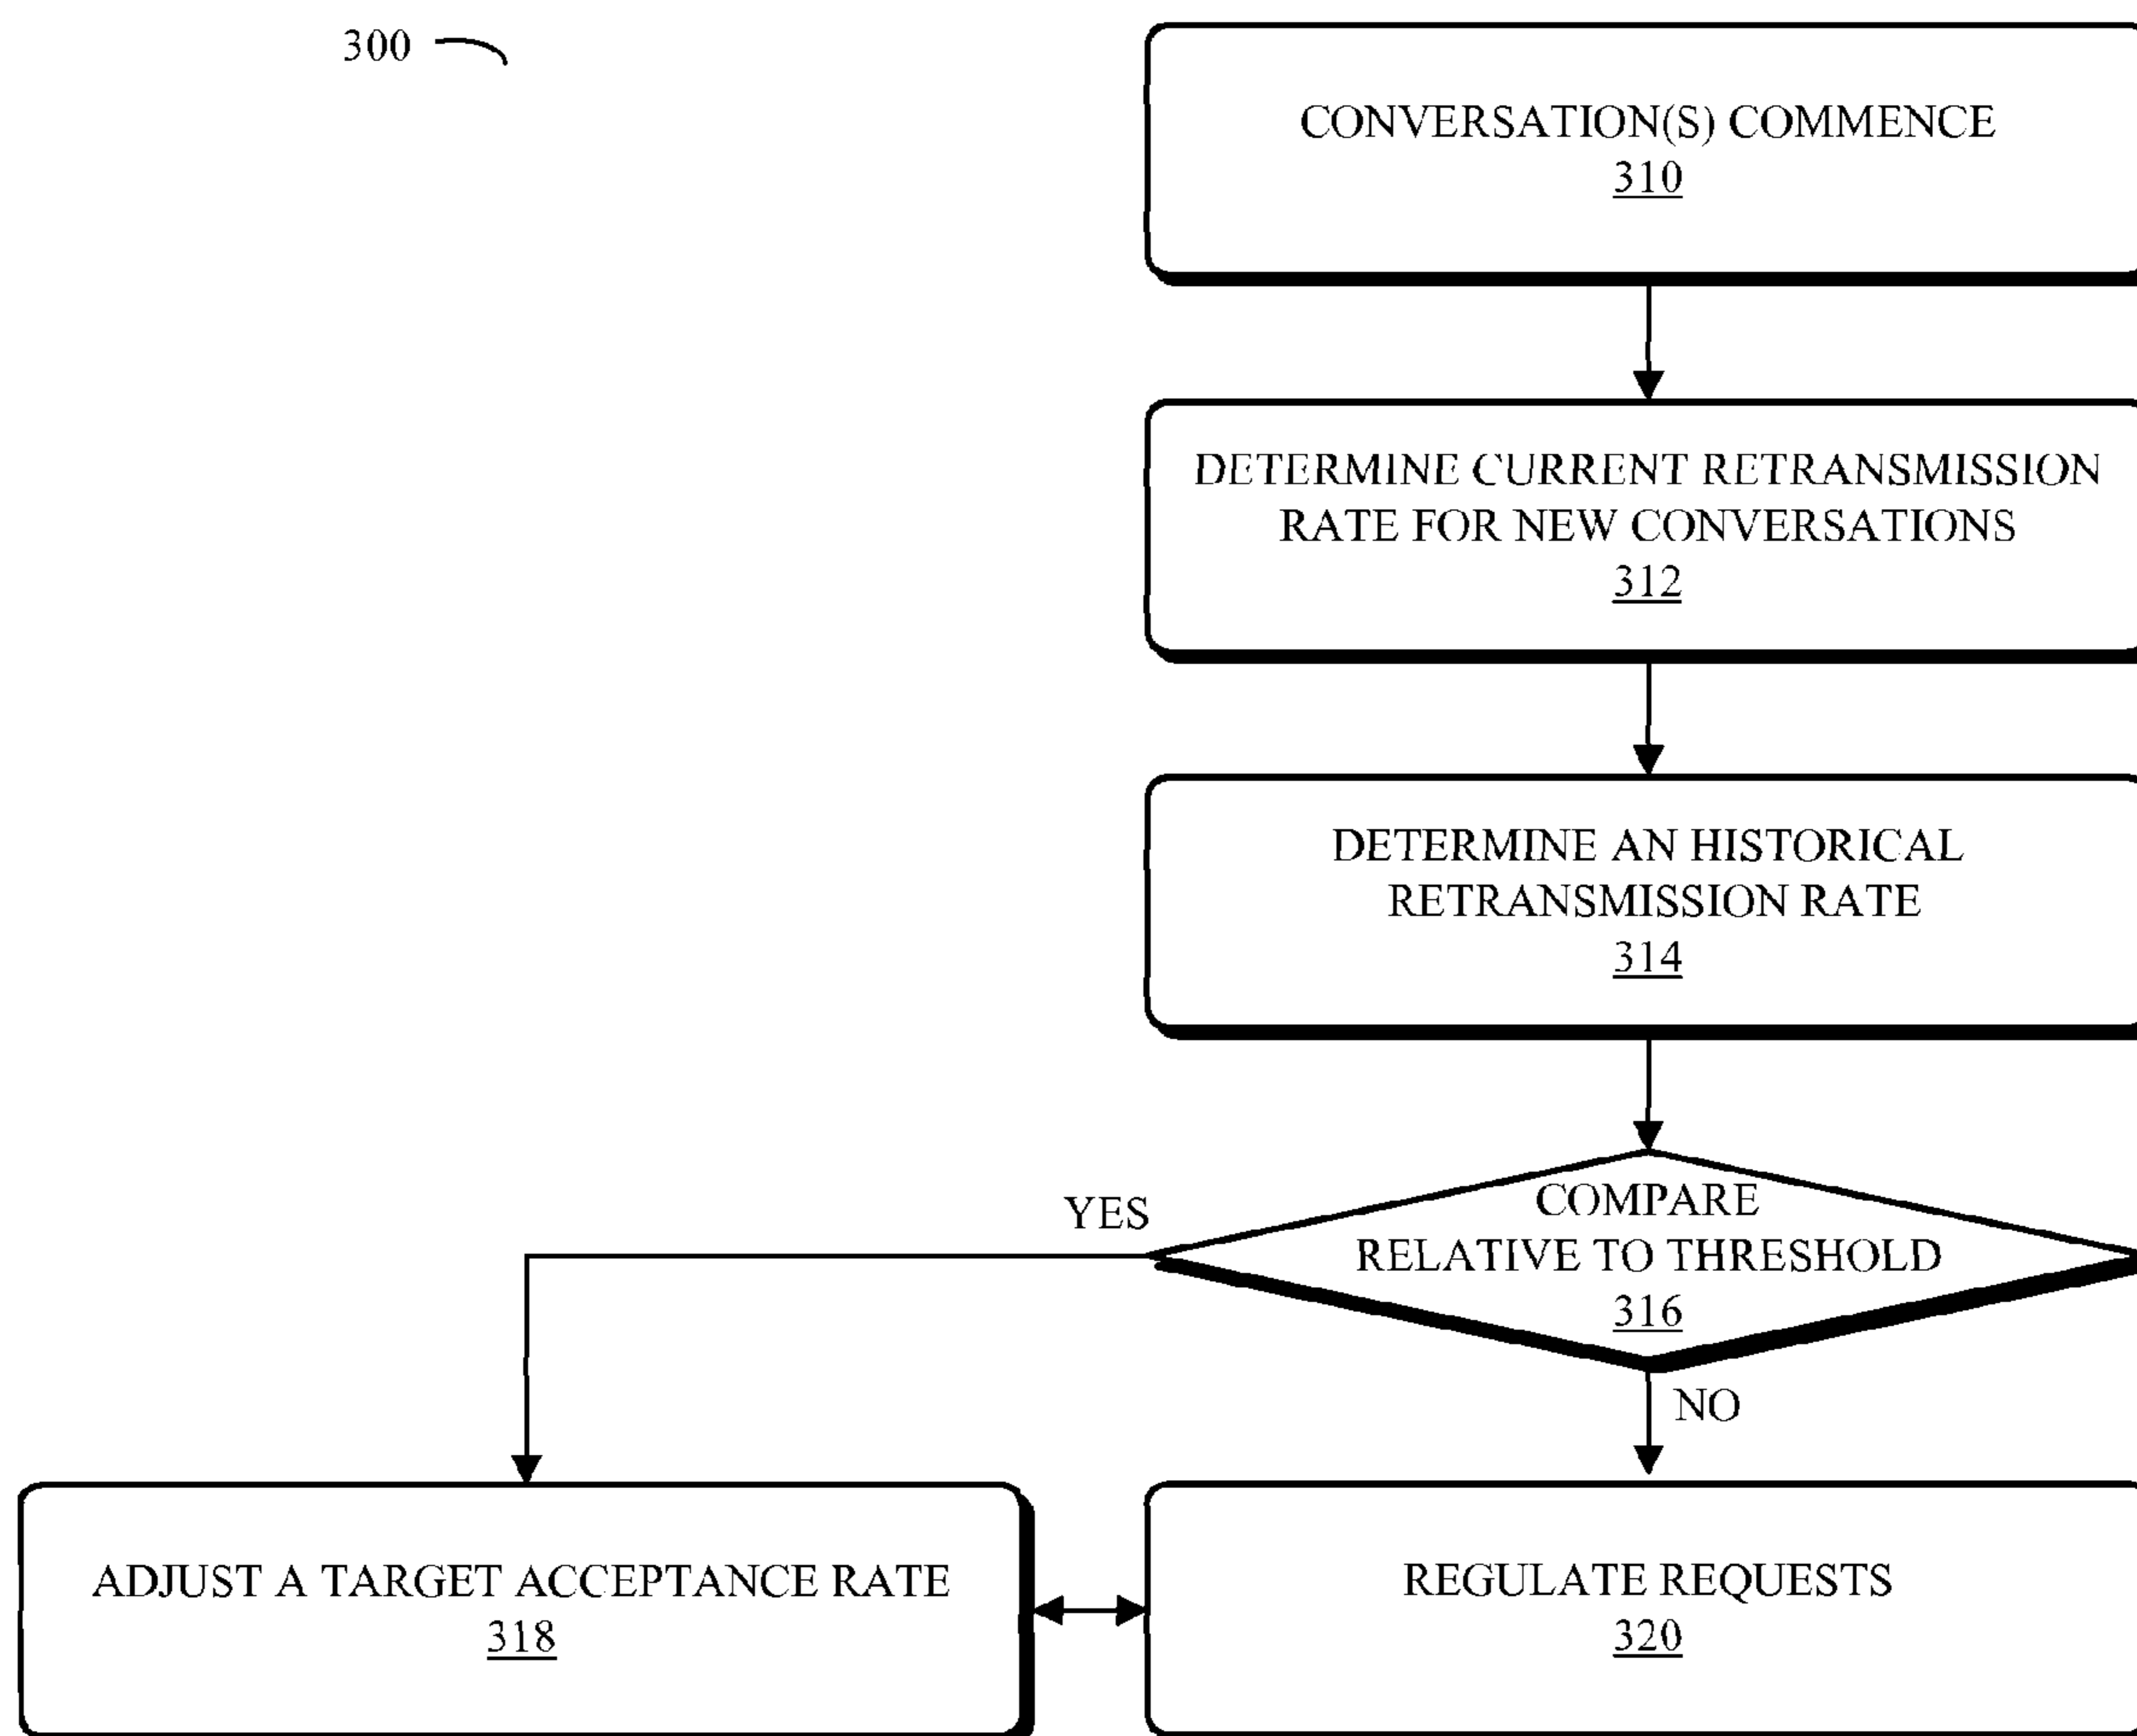 300
CONVERSATION(S) COMMENCE
310
DETERMINE CURRENT RETRANSMISSION
RATE FOR NEW CONVERSATIONS
312
DETERMINE AN HISTORICAL
RETRANSMISSION RATE
314
COMPARE
RELATIVE TO THRESHOLD
316
YES
NO
ADJUST A TARGET ACCEPTANCE RATE
318
REGULATE REQUESTS
320